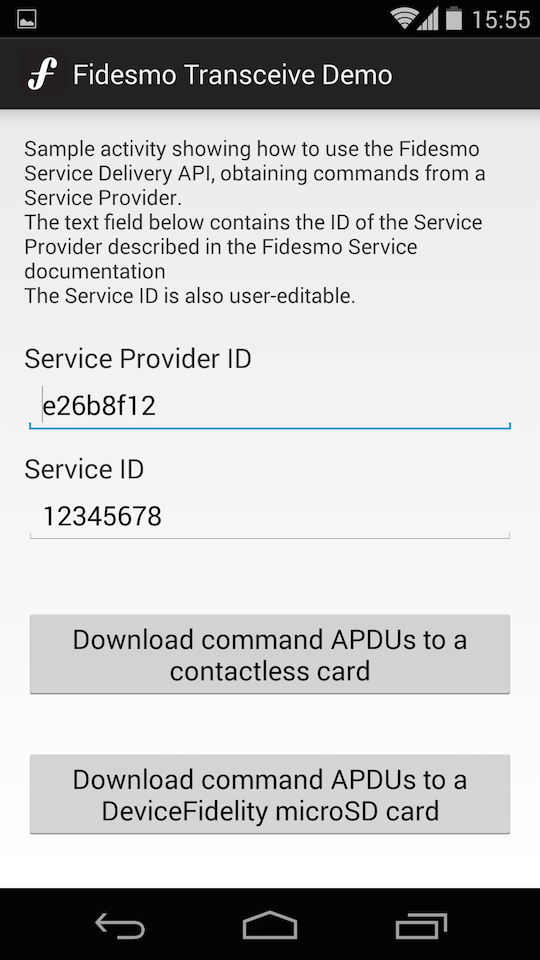 15:55
Fidesmo Transceive Demo
Sample activity showing how to use the Fidesmo
Service Delivery API, obtaining commands from a
Service Provider.
The text field below contains the ID of the Service
Provider described in the Fidesmo Service
documentation
The Service ID is also user-editable.
Service Provider ID
e26b8f12
Service ID
12345678
Download command APDUs to a
contactless card
Download command APDUs to a
DeviceFidelity microSD card